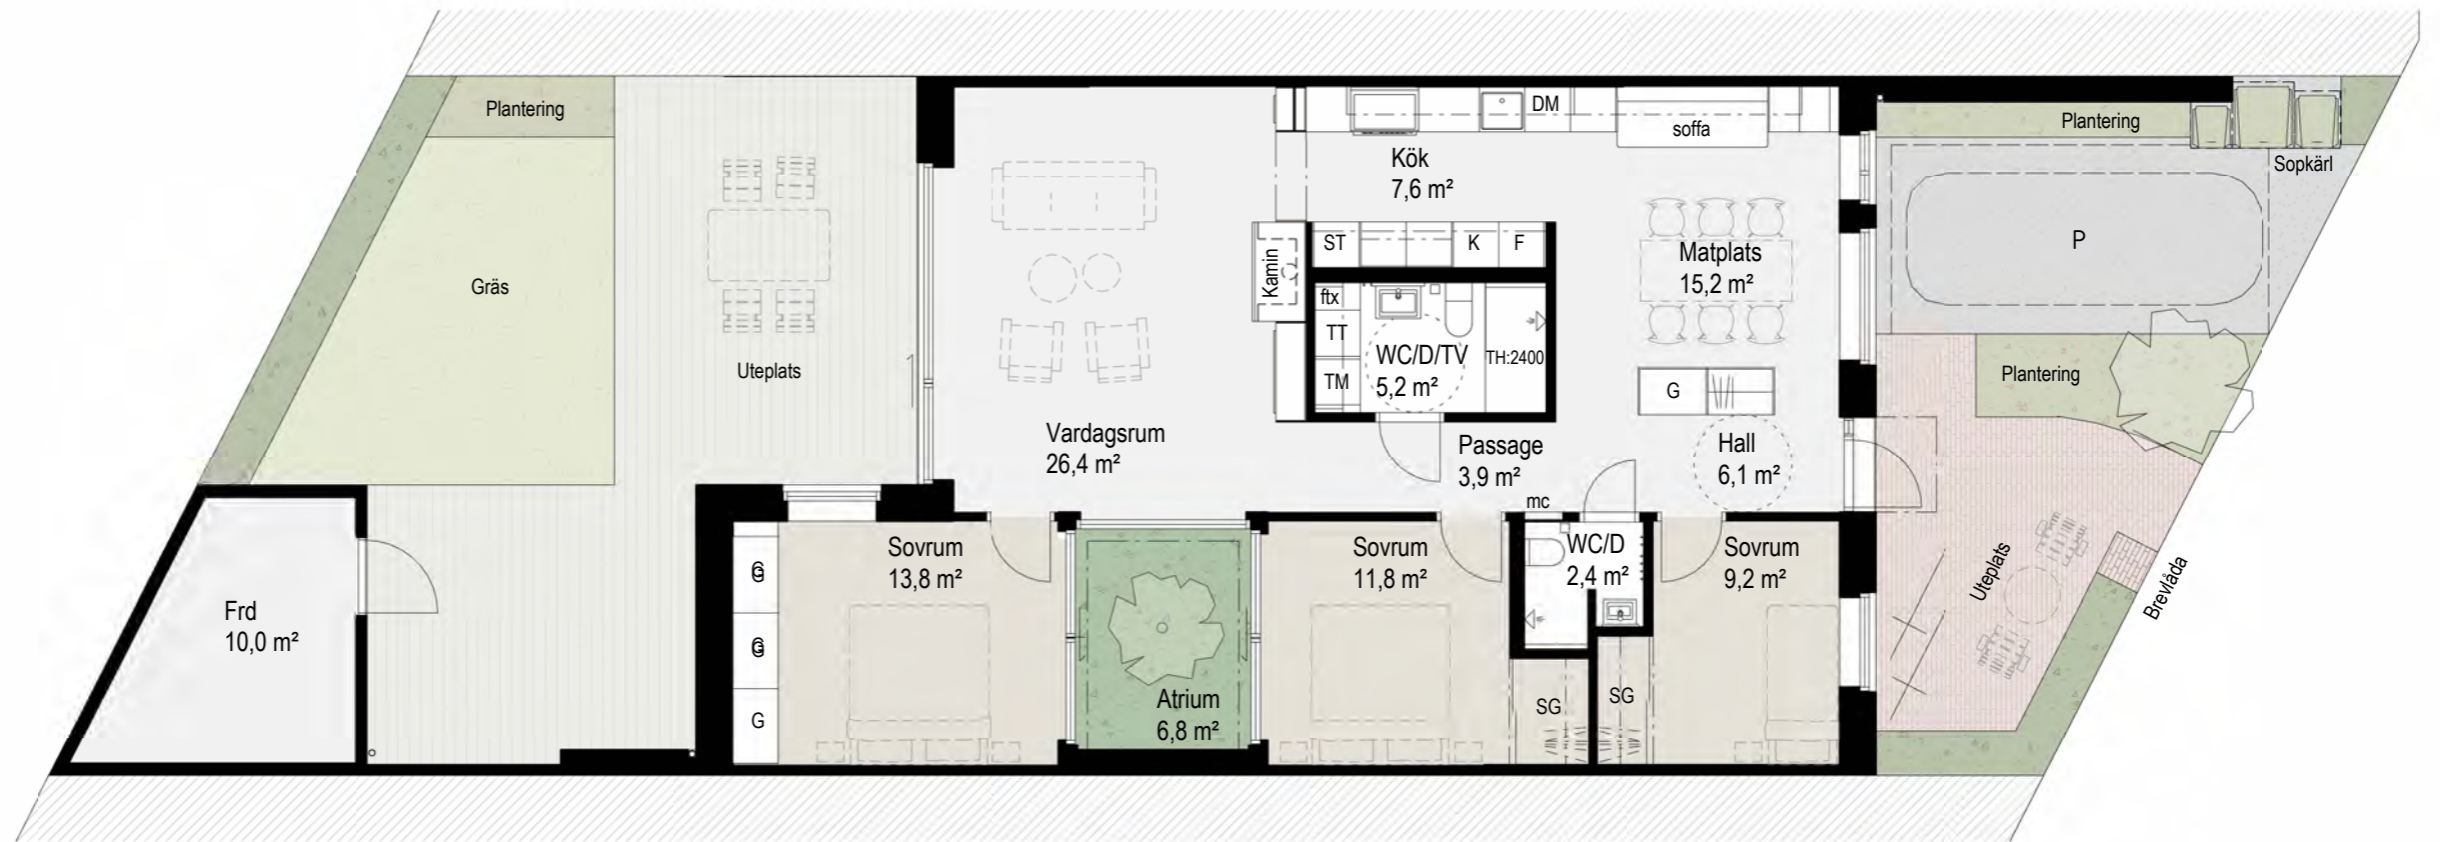 Plantering
Gräs
Uteplats
Frd
10,0 m²
Vardagsrum
26,4 m²
Kamin
Kök
7,6 m²
DM
soffa
ST
K
F
ftx
TT
TM
WC/D/TV
5,2 m²
TH:2400
Matplats
15,2 m²
G
Passage
3,9 m²
Hall
6,1 m²
mc
G
G
G
G
G
Sovrum
13,8 m²
Atrium
6,8 m²
Sovrum
11,8 m²
WC/D
2,4 m²
SG
SG
Sovrum
9,2 m²
Plantering
Sopkärl
P
Plantering
Uteplats
Brevlåda